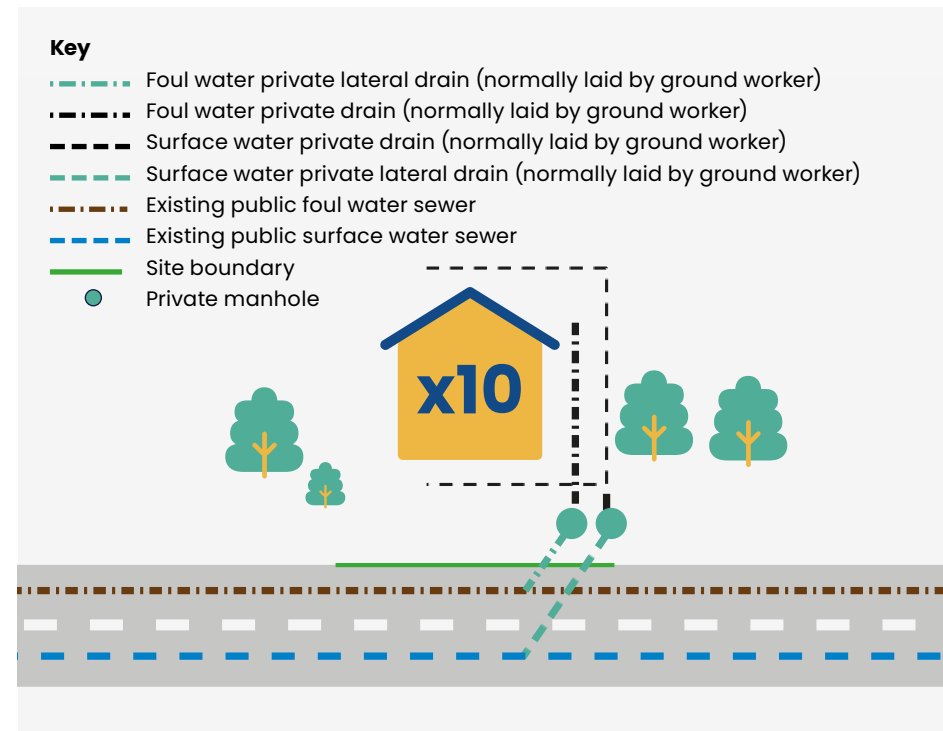 Key
Foul water private lateral drain (normally laid by ground worker)
Foul water private drain (normally laid by ground worker)
Surface water private drain (normally laid by ground worker)
Surface water private lateral drain (normally laid by ground worker)
Existing public foul water sewer
Existing public surface water sewer
Site boundary
Private manhole
x10